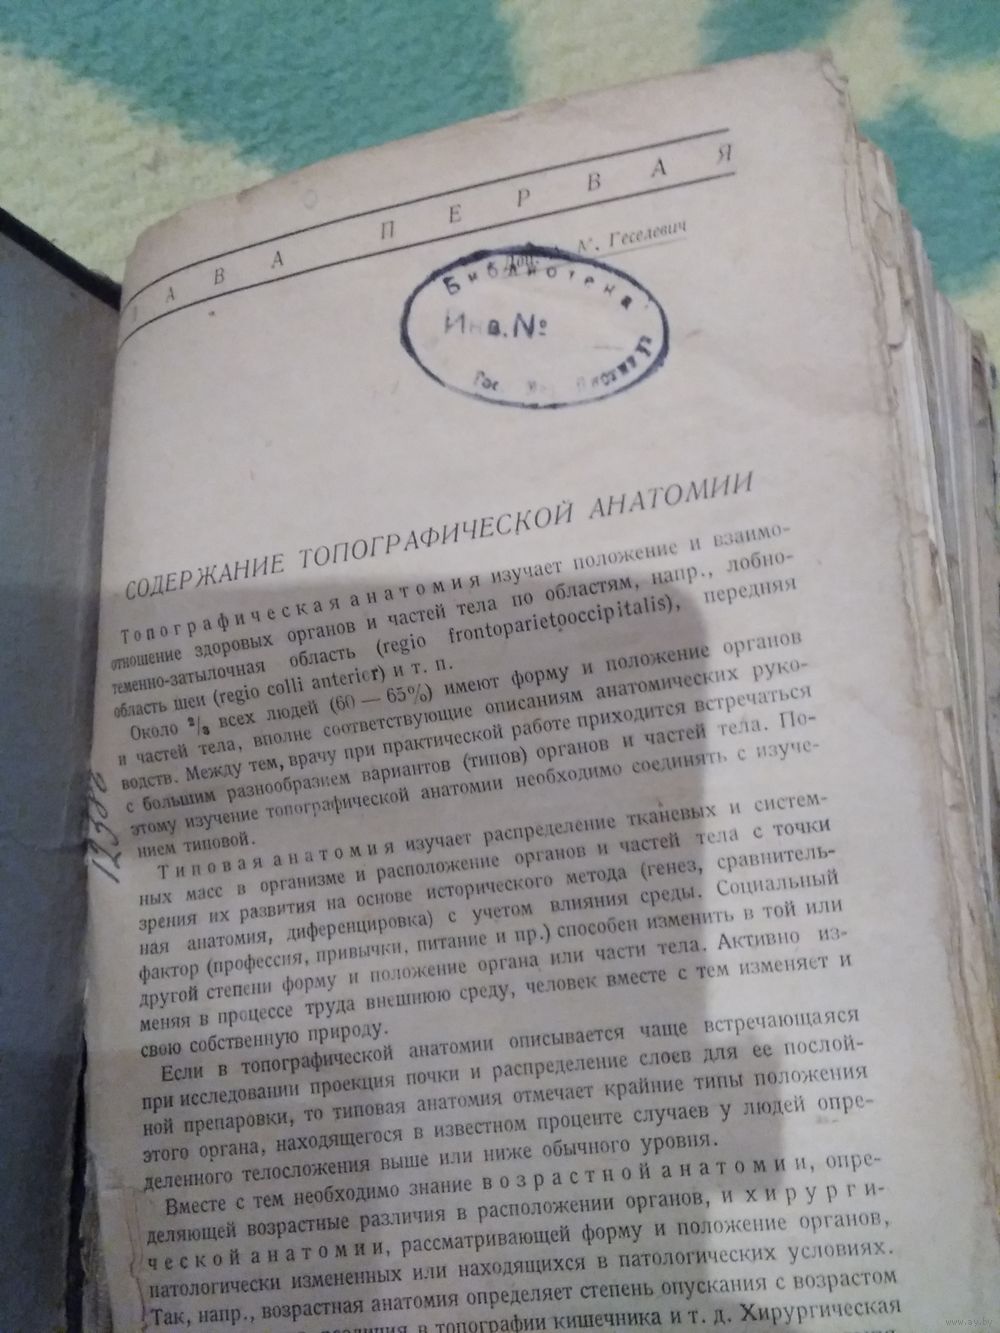 АВА ПЕРВАЯ
Доц. Геселевич
Библиотека
Инв. №
Гос
СОДЕРЖАНИЕ ТОПОГРАФИЧЕСКОЙ АНАТОМИИ
Топографическая анатомия изучает положение и взаимо-
отношение здоровых органов и частей тела по областям, напр., лобно-
теменно-затылочная область (regio frontoparietooccipitalis), передняя
область шеи (regio colli anterior) и т. п.
Около 2/3 всех людей (60 — 65%) имеют форму и положение органов
и частей тела, вполне соответствующие описаниям анатомических руко-
водств. Между тем, врачу при практической работе приходится встречаться
с большим разнообразием вариантов (типов) органов и частей тела. По-
этому изучение топографической анатомии необходимо соединять с изуче-
нием типовой.
Типовая анатомия изучает распределение тканевых и систем-
ных масс в организме и расположение органов и частей тела с точки
зрения их развития на основе исторического метода (генез, сравнитель-
ная анатомия, диференцировка) с учетом влияния среды. Социальный
фактор (профессия, привычки, питание и пр.) способен изменить в той или
другой степени форму и положение органа или части тела. Активно из-
меняя в процессе труда внешнюю среду, человек вместе с тем изменяет и
свою собственную природу.
Если в топографической анатомии описывается чаще встречающаяся
при исследовании проекция почки и распределение слоев для ее послой-
ной препаровки, то типовая анатомия отмечает крайние типы положения
этого органа, находящегося в известном проценте случаев у людей опре-
деленного телосложения выше или ниже обычного уровня.
Вместе с тем необходимо знание возрастной анатомии, опре-
деляющей возрастные различия в расположении органов, и хирурги-
ческой анатомии, рассматривающей форму и положение органов,
патологически измененных или находящихся в патологических условиях.
Так, напр., возрастная анатомия определяет степень опускания с возрастом
в топографии кишечника и т. д. Хирургическая
www.ay.by